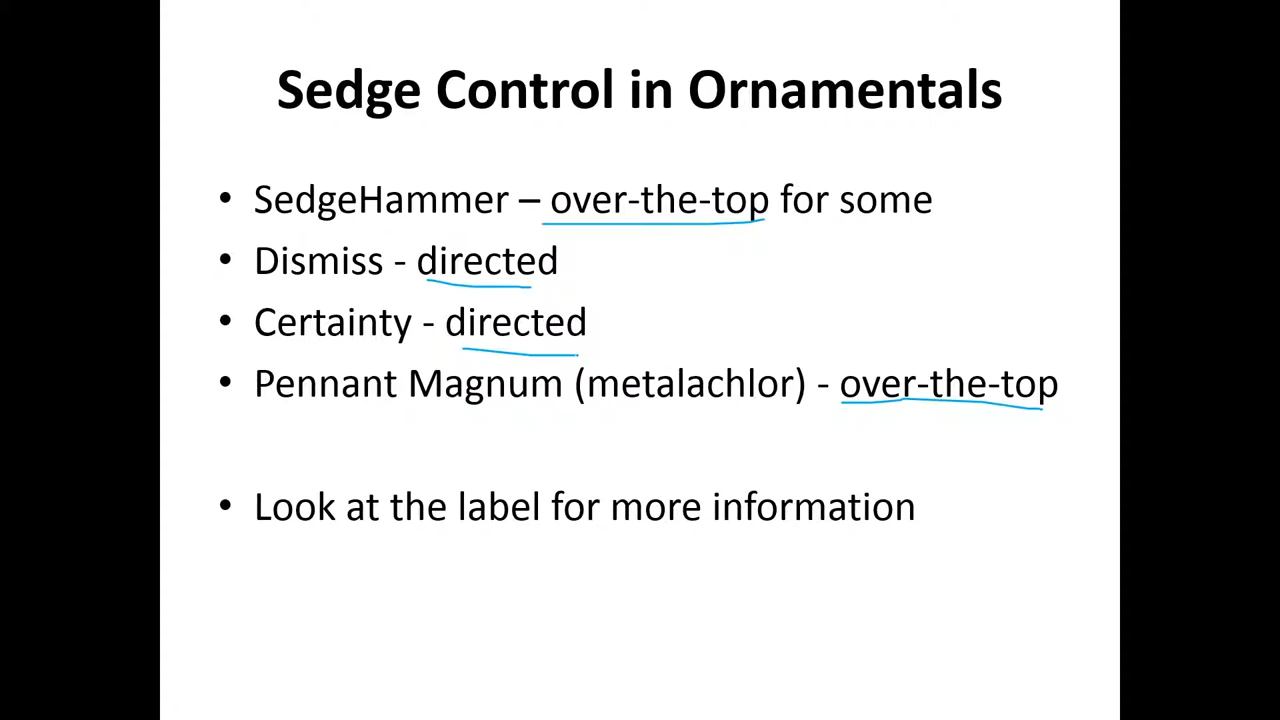 Sedge Control in Ornamentals
• SedgeHammer – over-the-top for some
• Dismiss - directed
• Certainty - directed
• Pennant Magnum (metalachlor) - over-the-top
• Look at the label for more information